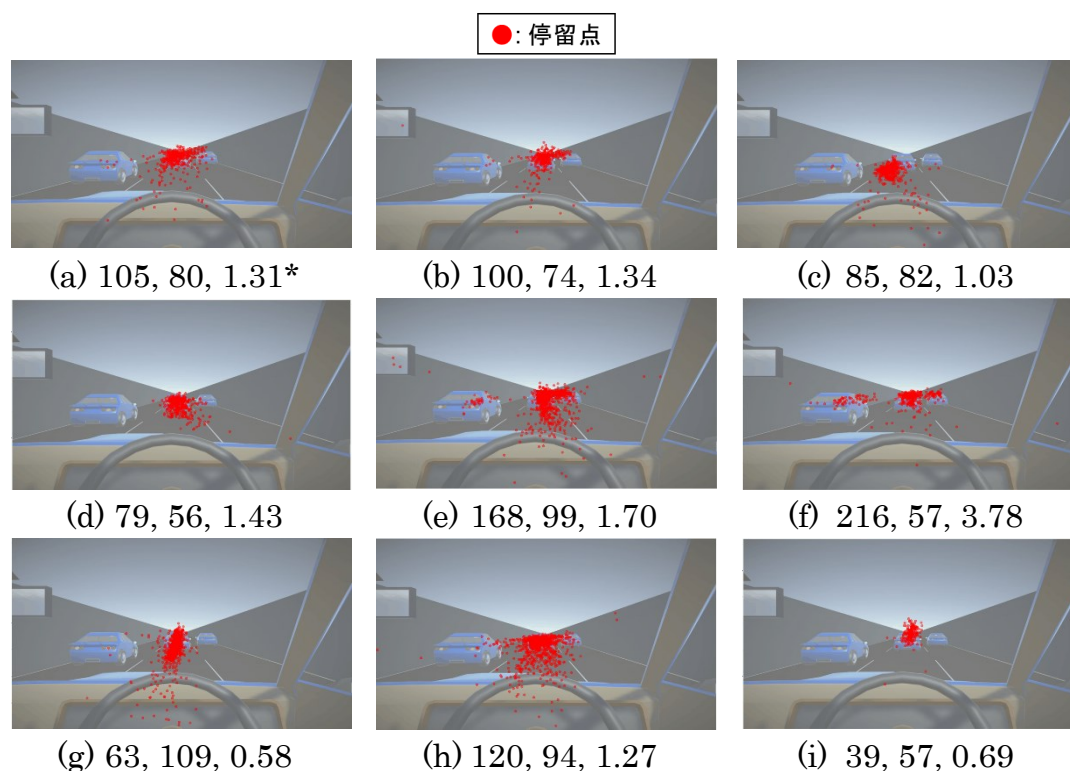 ●: 停留点
(a) 105, 80, 1.31*
(b) 100, 74, 1.34
(c) 85, 82, 1.03
(d) 79, 56, 1.43
(e) 168, 99, 1.70
(f) 216, 57, 3.78
(g) 63, 109, 0.58
(h) 120, 94, 1.27
(i) 39, 57, 0.69